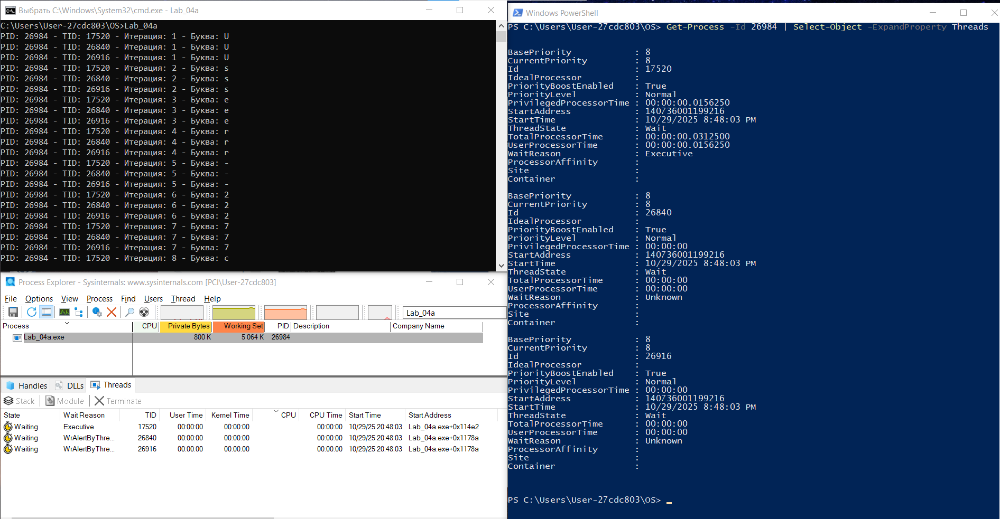 Выбрать C:\Windows\System32\cmd.exe - Lab_04a
C:\Users\User-27cdc803\OS>Lab_04a
PID: 26984 - TID: 17520 - Итерация: 1 - Буква: U
PID: 26984 - TID: 26840 - Итерация: 1 - Буква: U
PID: 26984 - TID: 26916 - Итерация: 1 - Буква: U
PID: 26984 - TID: 17520 - Итерация: 2 - Буква: s
PID: 26984 - TID: 26840 - Итерация: 2 - Буква: s
PID: 26984 - TID: 26916 - Итерация: 2 - Буква: s
PID: 26984 - TID: 17520 - Итерация: 3 - Буква: e
PID: 26984 - TID: 26840 - Итерация: 3 - Буква: e
PID: 26984 - TID: 26916 - Итерация: 3 - Буква: e
PID: 26984 - TID: 17520 - Итерация: 4 - Буква: r
PID: 26984 - TID: 26840 - Итерация: 4 - Буква: r
PID: 26984 - TID: 26916 - Итерация: 4 - Буква: r
PID: 26984 - TID: 17520 - Итерация: 5 - Буква: -
PID: 26984 - TID: 26840 - Итерация: 5 - Буква: -
PID: 26984 - TID: 26916 - Итерация: 5 - Буква: -
PID: 26984 - TID: 17520 - Итерация: 6 - Буква: 2
PID: 26984 - TID: 26840 - Итерация: 6 - Буква: 2
PID: 26984 - TID: 26916 - Итерация: 6 - Буква: 2
PID: 26984 - TID: 17520 - Итерация: 7 - Буква: 7
PID: 26984 - TID: 26840 - Итерация: 7 - Буква: 7
PID: 26984 - TID: 26916 - Итерация: 7 - Буква: 7
PID: 26984 - TID: 17520 - Итерация: 8 - Буква: c
Process Explorer - Sysinternals: www.sysinternals.com [PCI\User-27cdc803]
File Options View Process Find Users Thread Help
Lab_04a
Process CPU Private Bytes Working Set PID Description Company Name
Lab_04a.exe 800 K 5 064 K 26984
Handles DLLs Threads
Stack Module Terminate
State Wait Reason TID User Time Kernel Time CPU CPU Time Start Time Start Address
Waiting Executive 17520 00:00:00 00:00:00 00:00:00 10/29/25 20:48:03 Lab_04a.exe+0x114e2
Waiting WrAlertByThre... 26840 00:00:00 00:00:00 00:00:00 10/29/25 20:48:03 Lab_04a.exe+0x1178a
Waiting WrAlertByThre... 26916 00:00:00 00:00:00 00:00:00 10/29/25 20:48:03 Lab_04a.exe+0x1178a
Windows PowerShell
PS C:\Users\User-27cdc803\OS> Get-Process -Id 26984 | Select-Object -ExpandProperty Threads
BasePriority : 8
CurrentPriority : 8
Id : 17520
IdealProcessor :
PriorityBoostEnabled : True
PriorityLevel : Normal
PrivilegedProcessorTime : 00:00:00.0156250
StartAddress : 140736001199216
StartTime : 10/29/2025 8:48:03 PM
ThreadState : Wait
TotalProcessorTime : 00:00:00.0312500
UserProcessorTime : 00:00:00.0156250
WaitReason : Executive
ProcessorAffinity :
Site :
Container :
BasePriority : 8
CurrentPriority : 8
Id : 26840
IdealProcessor :
PriorityBoostEnabled : True
PriorityLevel : Normal
PrivilegedProcessorTime : 00:00:00
StartAddress : 140736001199216
StartTime : 10/29/2025 8:48:03 PM
ThreadState : Wait
TotalProcessorTime : 00:00:00
UserProcessorTime : 00:00:00
WaitReason : Unknown
ProcessorAffinity :
Site :
Container :
BasePriority : 8
CurrentPriority : 8
Id : 26916
IdealProcessor :
PriorityBoostEnabled : True
PriorityLevel : Normal
PrivilegedProcessorTime : 00:00:00
StartAddress : 140736001199216
StartTime : 10/29/2025 8:48:03 PM
ThreadState : Wait
TotalProcessorTime : 00:00:00
UserProcessorTime : 00:00:00
WaitReason : Unknown
ProcessorAffinity :
Site :
Container :
PS C:\Users\User-27cdc803\OS>